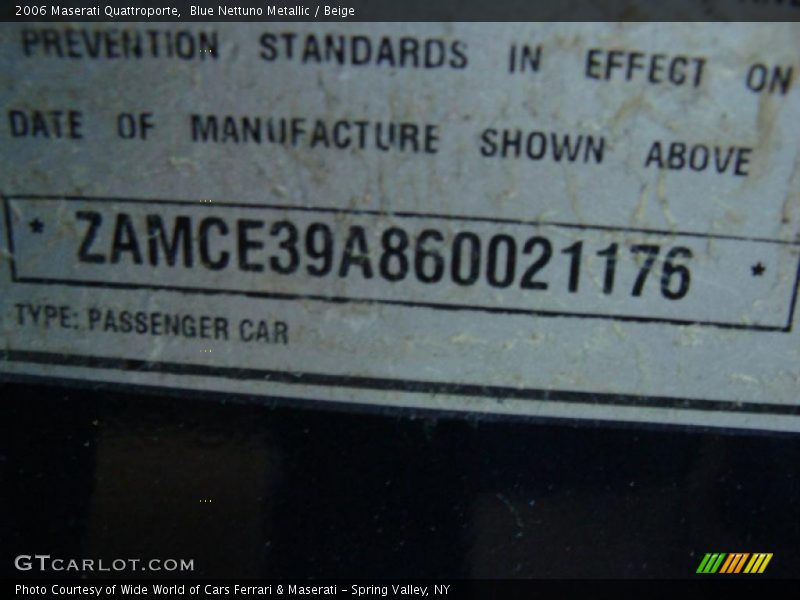 2006 Maserati Quattroporte, Blue Nettuno Metallic / Beige
PREVENTION STANDARDS IN EFFECT ON
DATE OF MANUFACTURE SHOWN ABOVE
* ZAMCE39A860021176 *
TYPE: PASSENGER CAR
GTCARLOT.COM
Photo Courtesy of Wide World of Cars Ferrari & Maserati - Spring Valley, NY